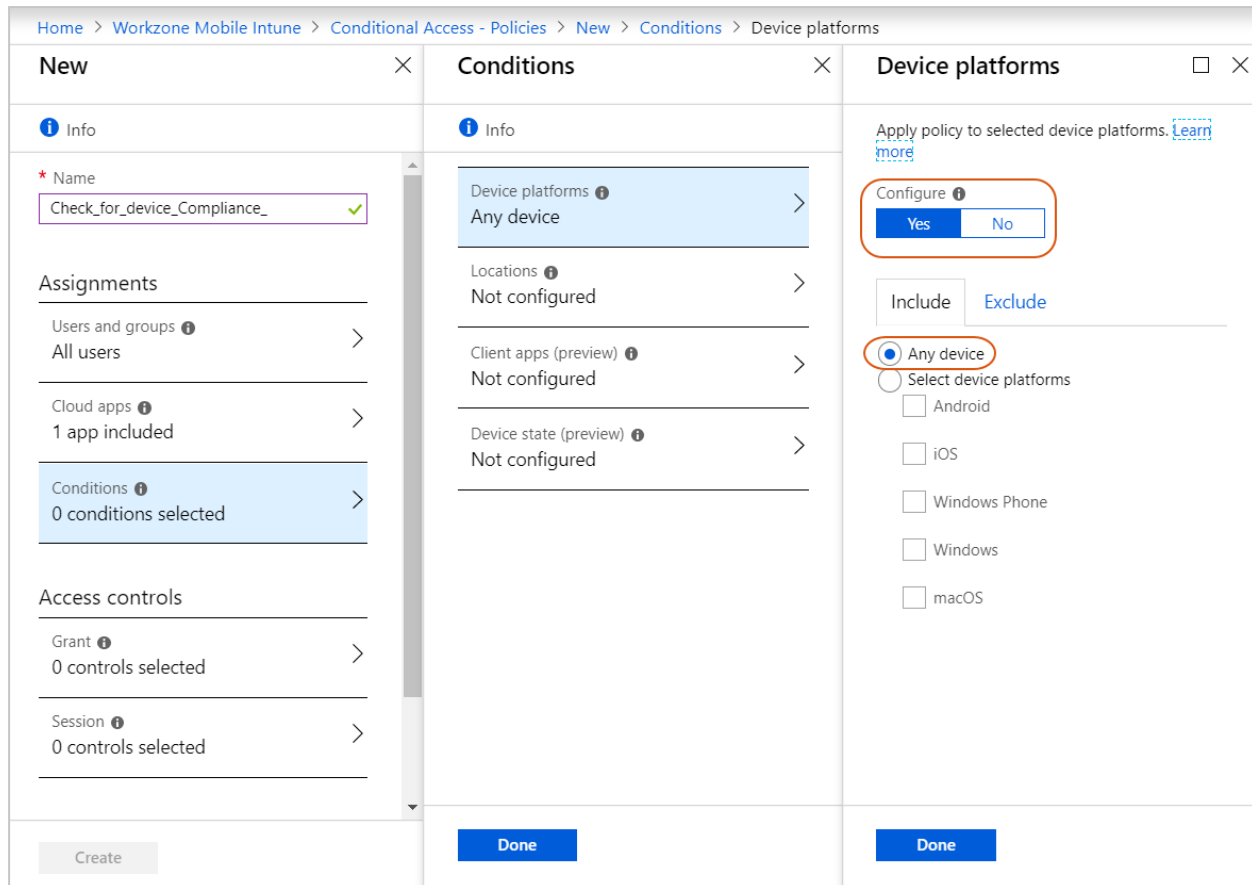 Home > Workzone Mobile Intune > Conditional Access - Policies > New > Conditions > Device platforms
New
Info
* Name
Check_for_device_Compliance_
Assignments
Users and groups
All users
Cloud apps
1 app included
Conditions
0 conditions selected
Access controls
Grant
0 controls selected
Session
0 controls selected
Create
Conditions
Info
Device platforms
Any device
Locations
Not configured
Client apps (preview)
Not configured
Device state (preview)
Not configured
Done
Device platforms
Apply policy to selected device platforms. Learn
more
Configure
Yes No
Include Exclude
Any device
Select device platforms
Android
iOS
Windows Phone
Windows
macOS
Done